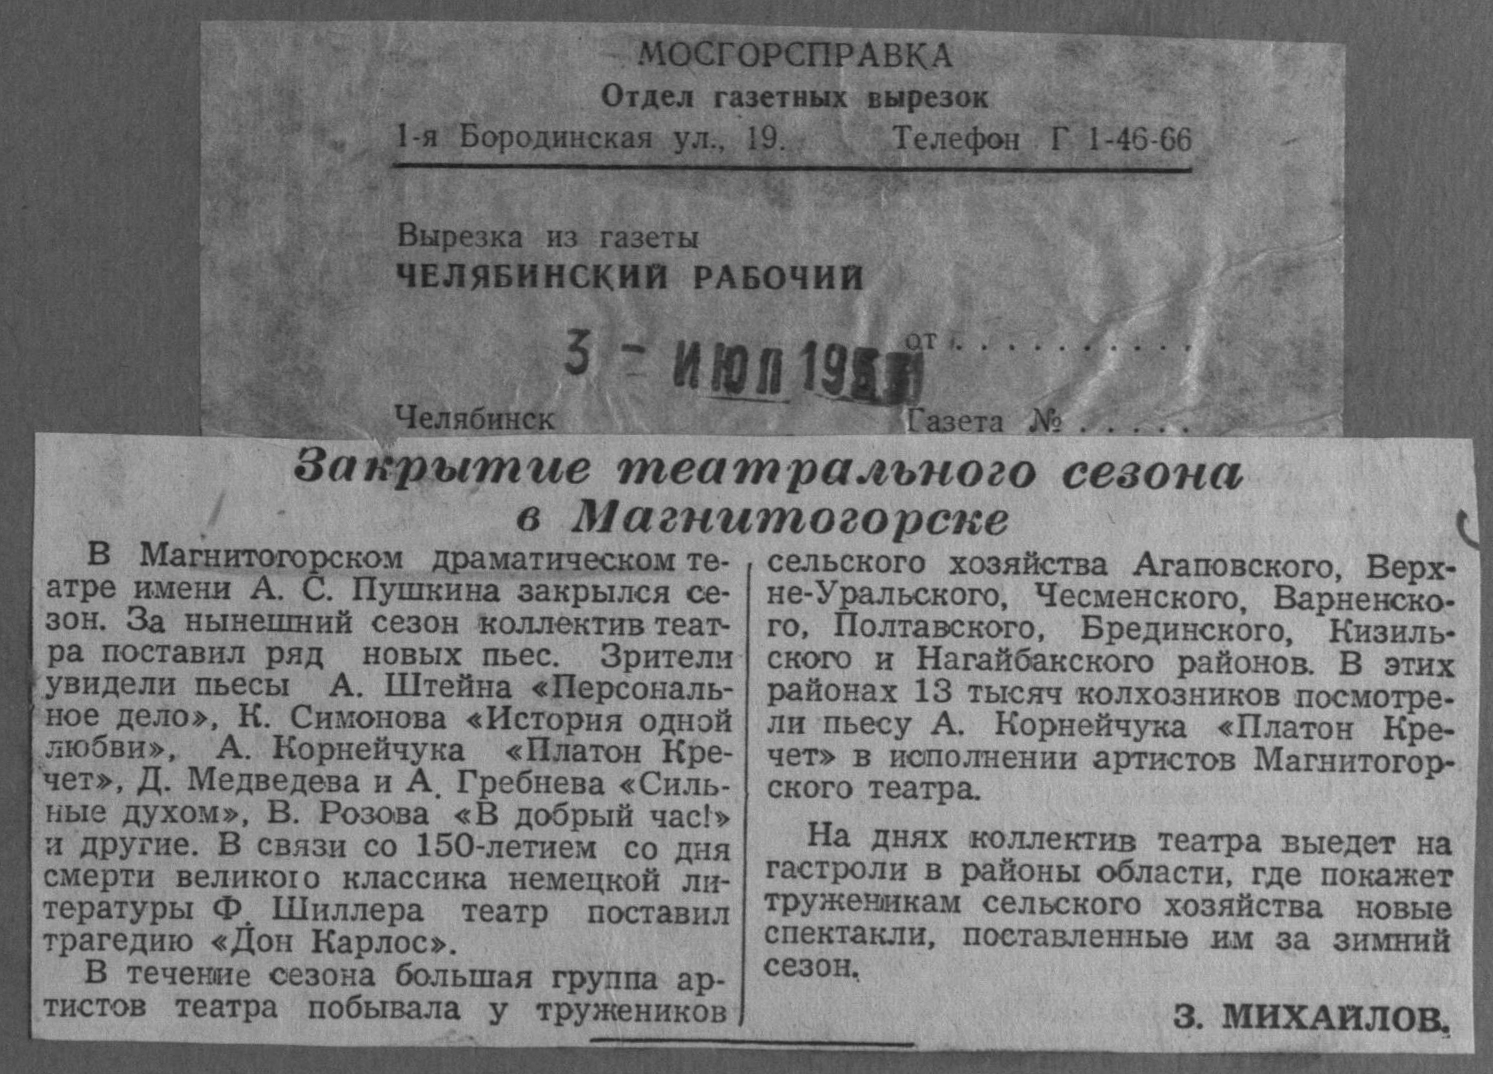 МОСГОРСПРАВКА
Отдел газетных вырезок
1-я Бородинская ул., 19. Телефон Г 1-46-66
Вырезка из газеты
ЧЕЛЯБИНСКИЙ РАБОЧИЙ
от . . . . . . . . . .
3 - ИЮЛ
Челябинск Газета № . . . . .
Закрытие театрального сезона
в Магнитогорске
В Магнитогорском драматическом те-
атре имени А. С. Пушкина закрылся се-
зон. За нынешний сезон коллектив теат-
ра поставил ряд новых пьес. Зрители
увидели пьесы А. Штейна «Персональ-
ное дело», К. Симонова «История одной
любви», А. Корнейчука «Платон Кре-
чет», Д. Медведева и А. Гребнева «Силь-
ные духом», В. Розова «В добрый час!»
и другие. В связи со 150-летием со дня
смерти великого классика немецкой ли-
тературы Ф. Шиллера театр поставил
трагедию «Дон Карлос».
В течение сезона большая группа ар-
тистов театра побывала у тружеников
сельского хозяйства Агаповского, Верх-
не-Уральского, Чесменского, Варненско-
го, Полтавского, Брединского, Кизиль-
ского и Нагайбакского районов. В этих
районах 13 тысяч колхозников посмотре-
ли пьесу А. Корнейчука «Платон Кре-
чет» в исполнении артистов Магнитогор-
ского театра.
На днях коллектив театра выедет на
гастроли в районы области, где покажет
труженикам сельского хозяйства новые
спектакли, поставленные им за зимний
сезон.
З. МИХАЙЛОВ.